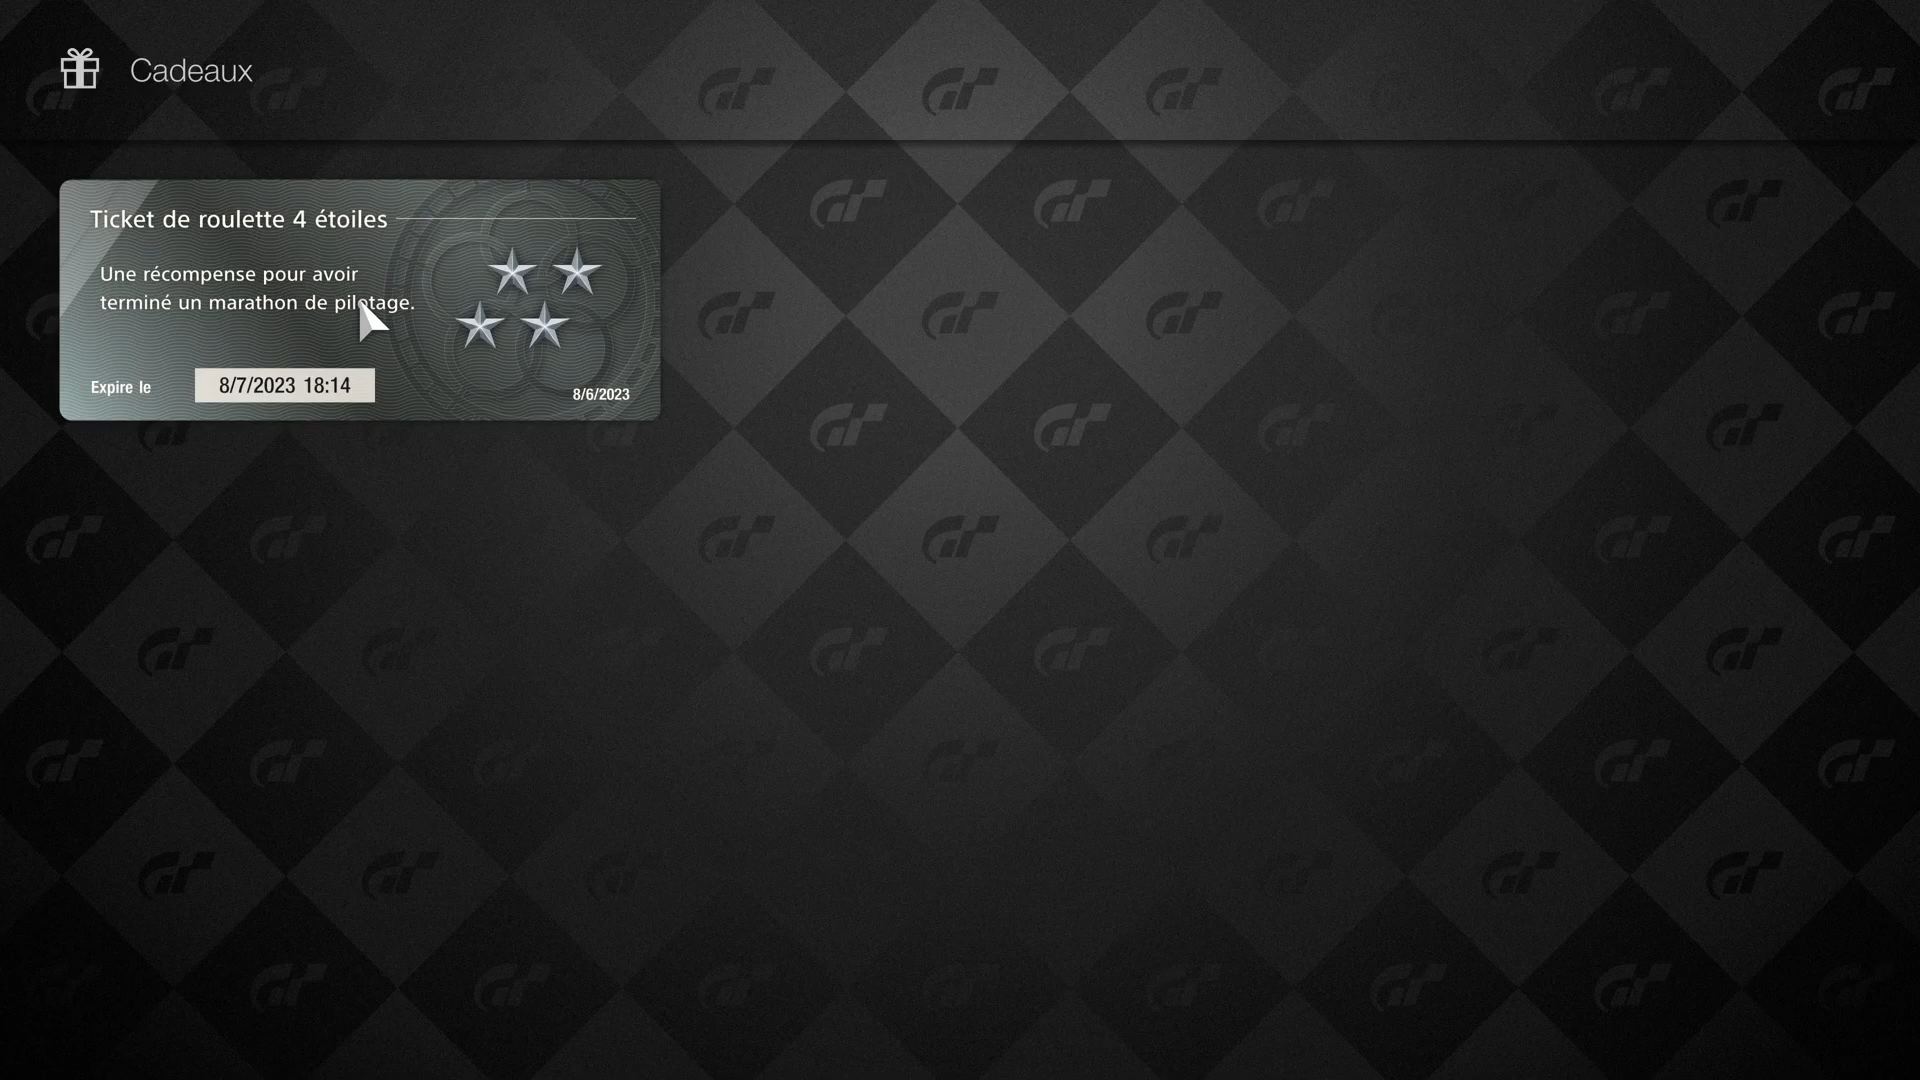 Cadeaux
Ticket de roulette 4 étoiles
Une récompense pour avoir
terminé un marathon de pilotage.
Expire le
8/7/2023 18:14
8/6/2023